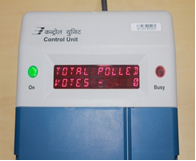 कन्ट्रोल यूनिट
Control Unit
TOTAL POLLED
VOTES - 0
On
Busy